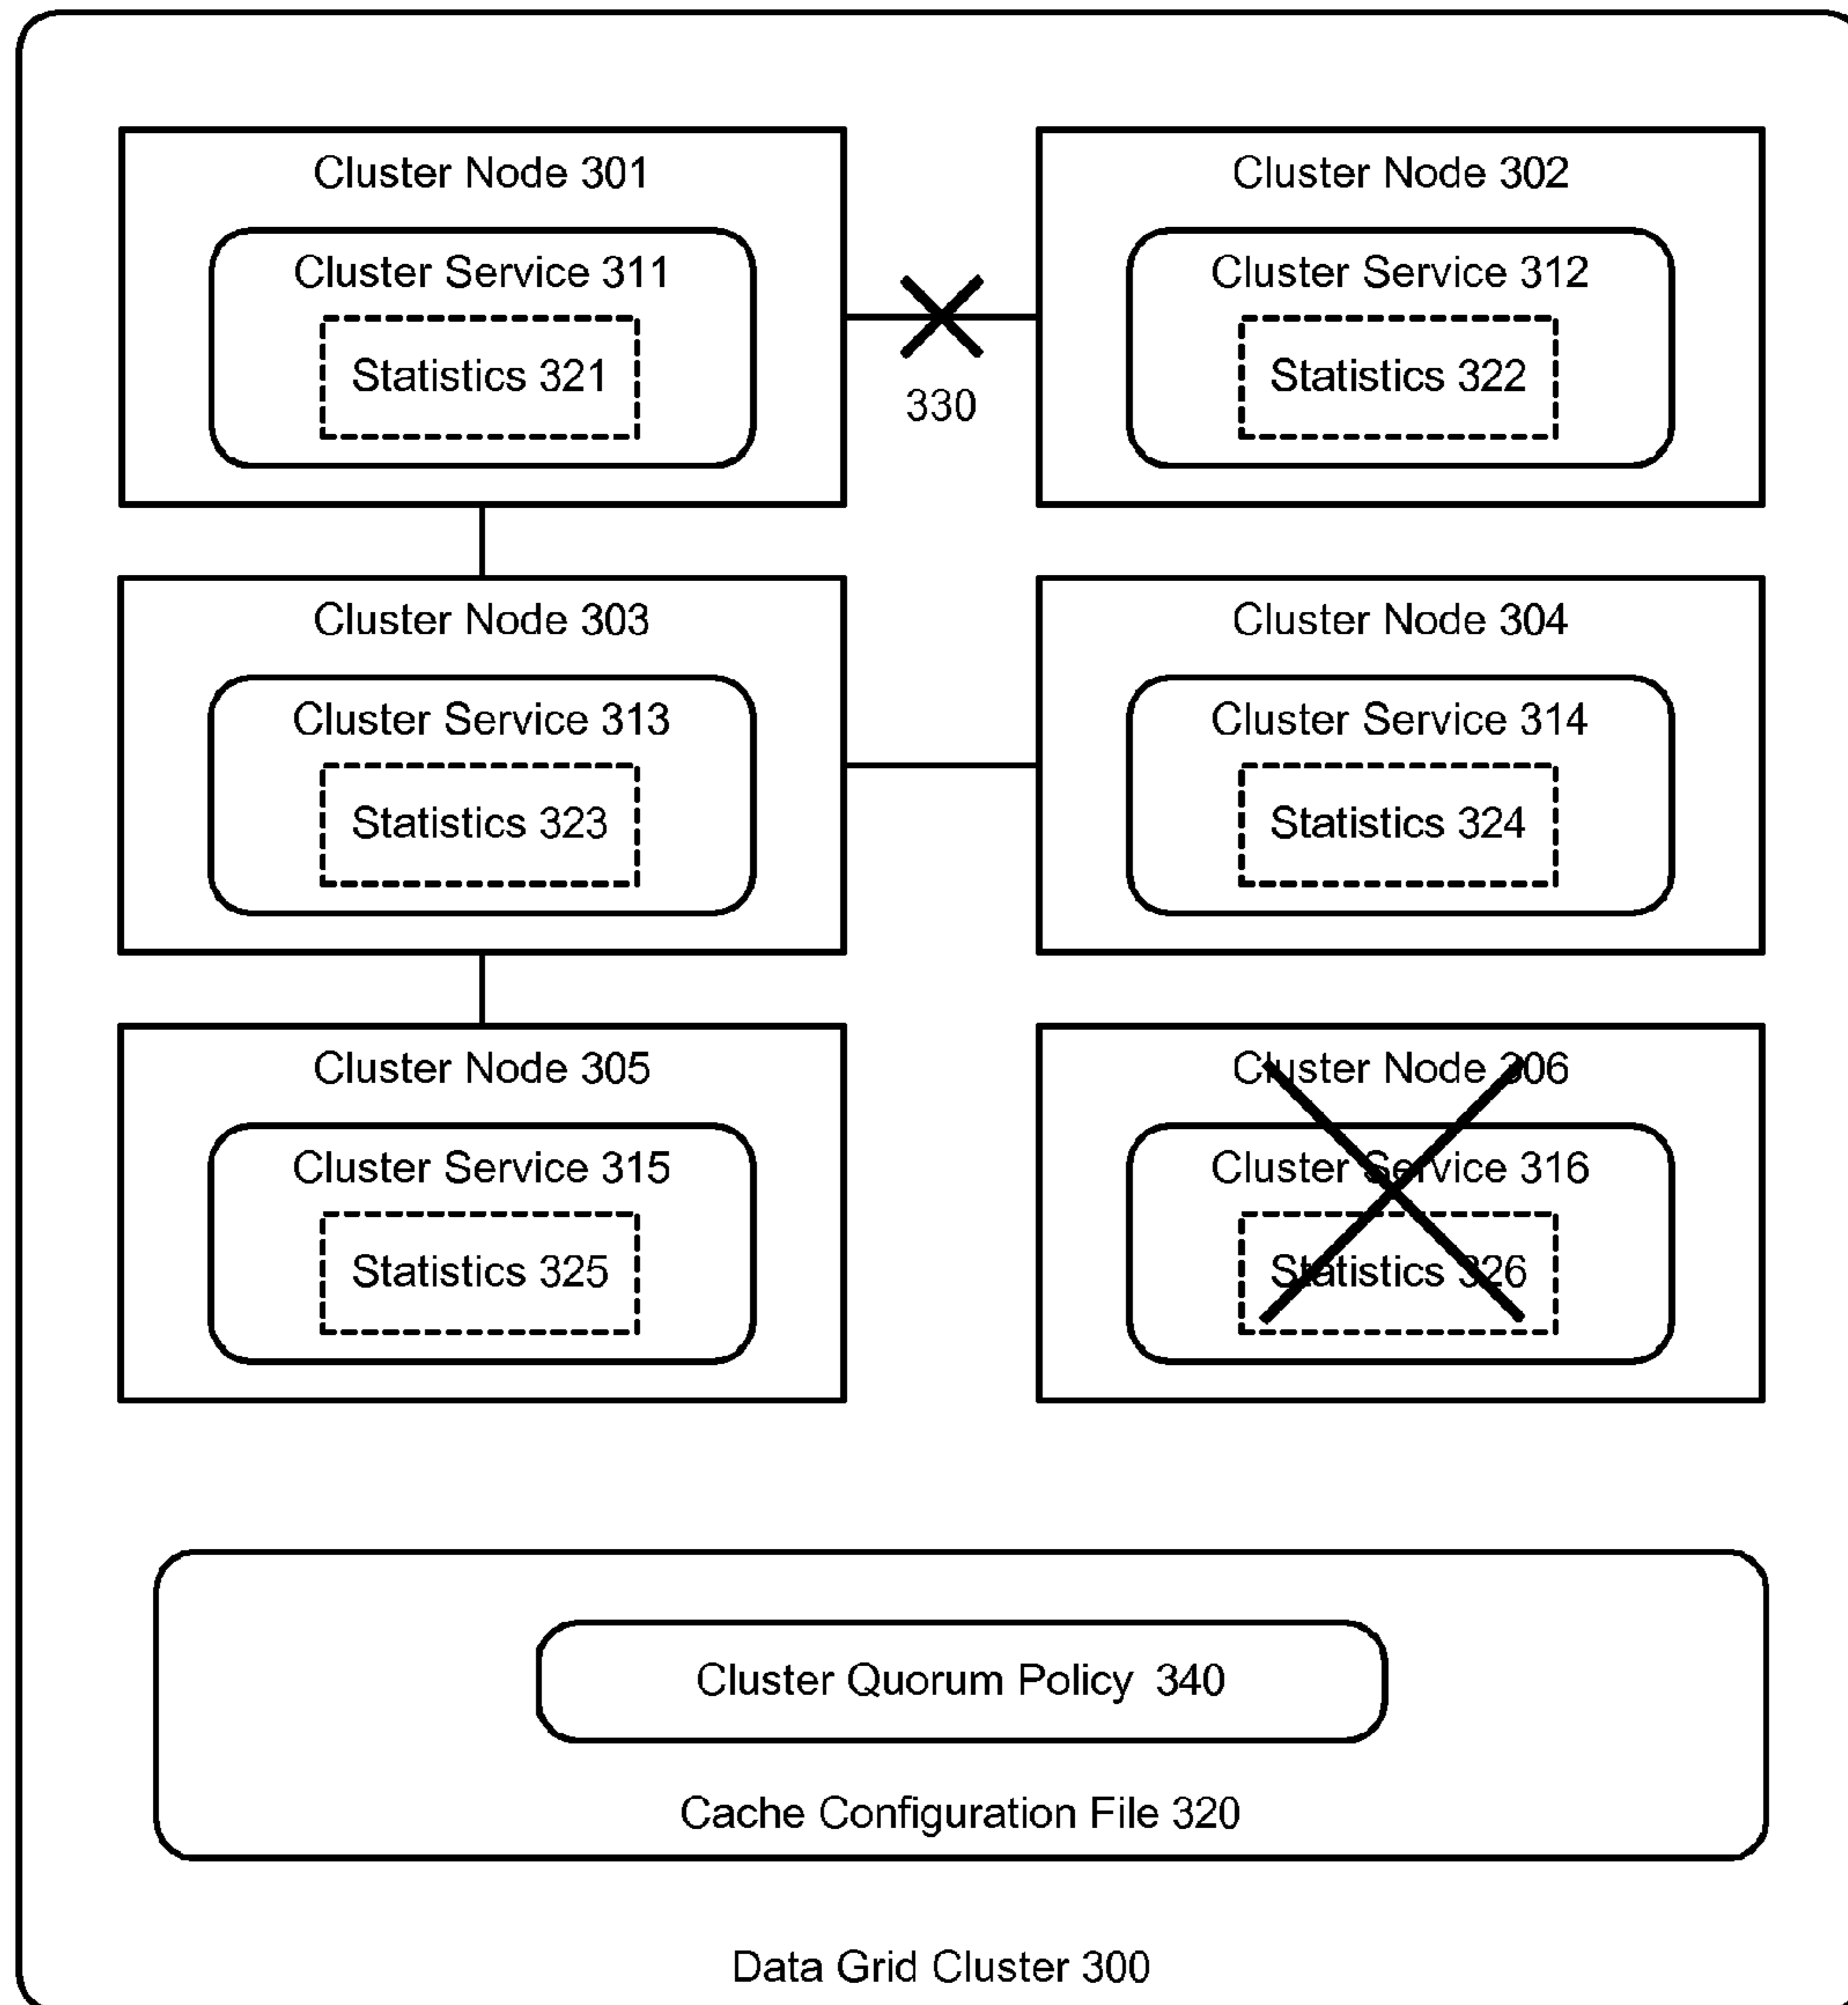 Cluster Node 301
Cluster Node 302
Cluster Service 311
Cluster Service 312
Statistics 321
330
Statistics 322
Cluster Node 303
Cluster Node 304
Cluster Service 313
Cluster Service 314
Statistics 323
Statistics 324
Cluster Node 305
Cluster Node 306
Cluster Service 315
Cluster Service 316
Statistics 325
Statistics 326
Cluster Quorum Policy 340
Cache Configuration File 320
Data Grid Cluster 300